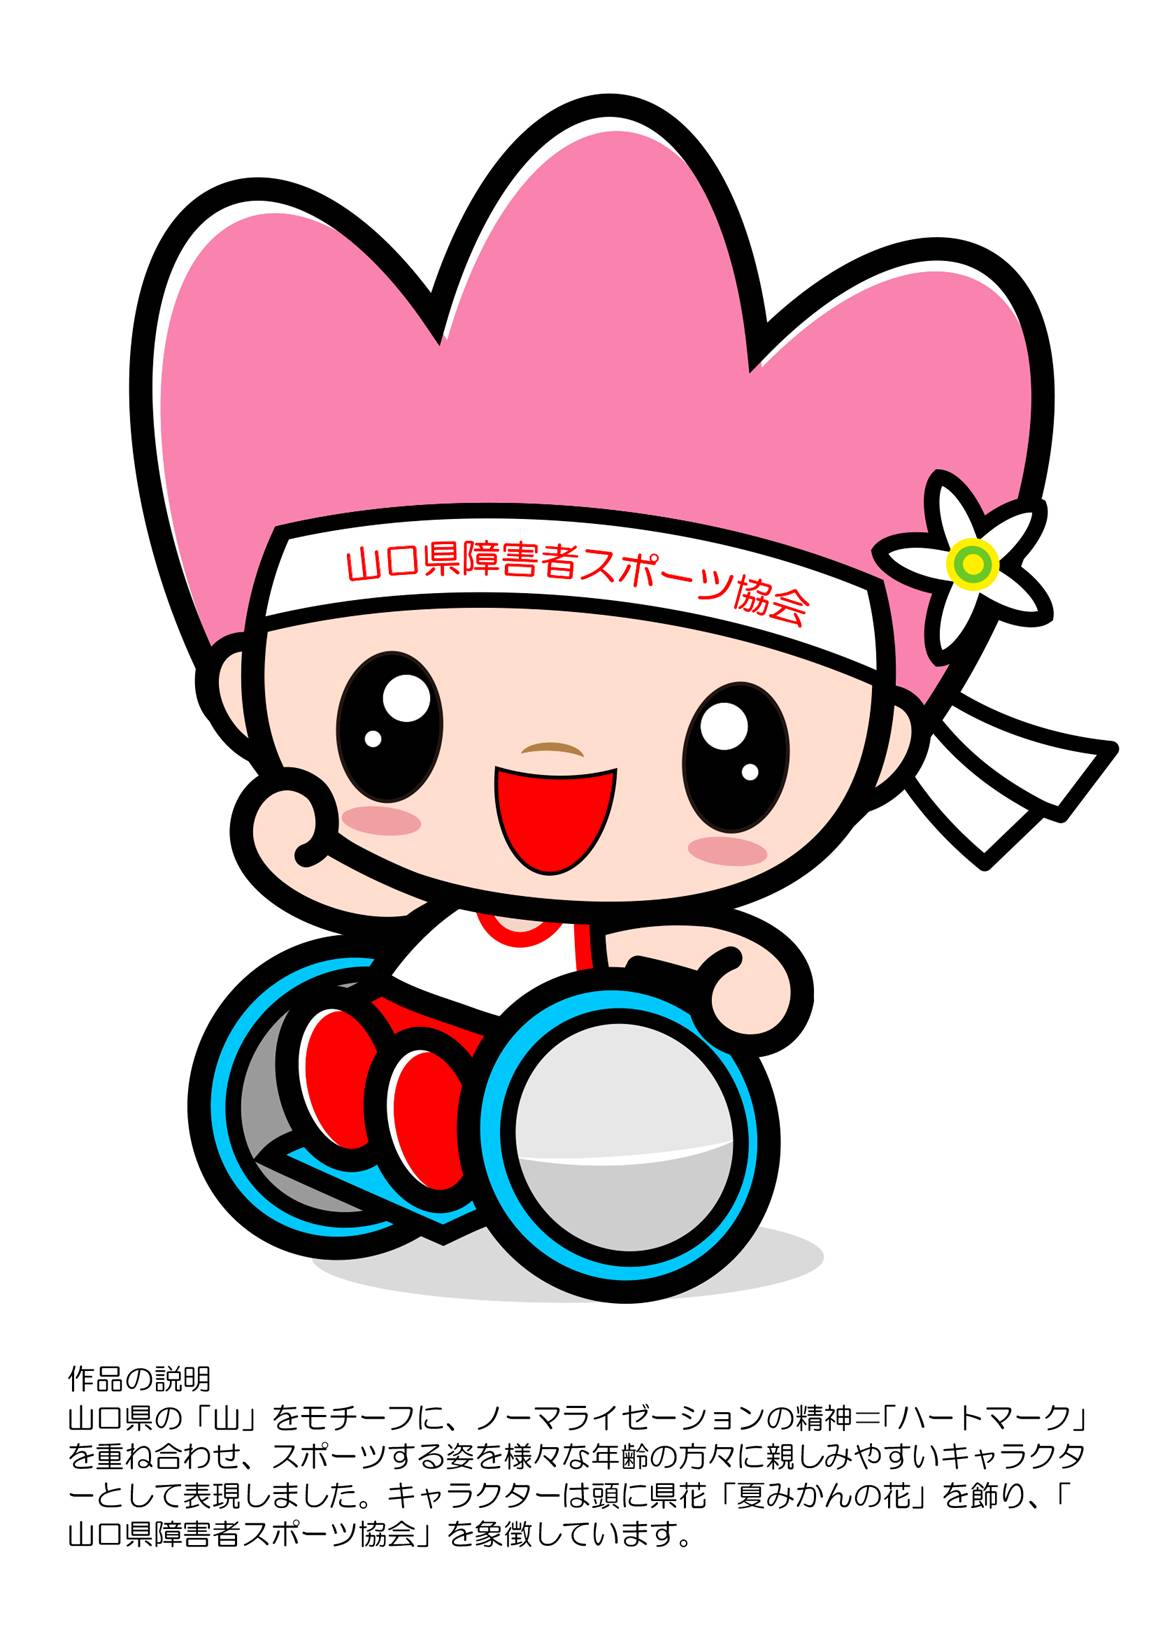 山口県障害者スポーツ協会
作品の説明
山口県の「山」をモチーフに、ノーマライゼーションの精神＝「ハートマーク」
を重ね合わせ、スポーツする姿を様々な年齢の方々に親しみやすいキャラクタ
ーとして表現しました。キャラクターは頭に県花「夏みかんの花」を飾り、「
山口県障害者スポーツ協会」を象徴しています。